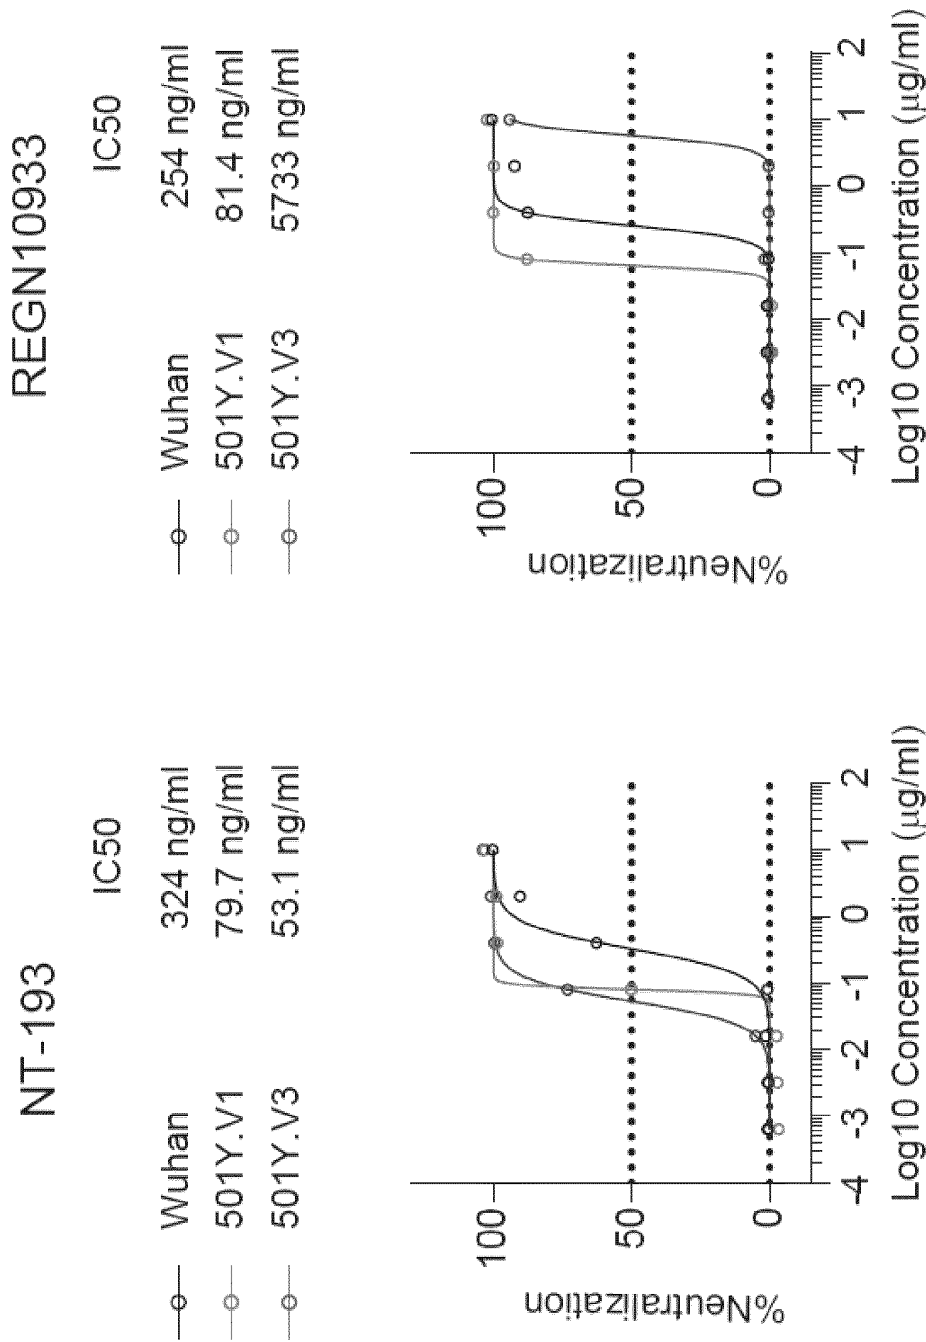 NT-193
IC50
Wuhan 324 ng/ml
501Y.V1 79.7 ng/ml
501Y.V3 53.1 ng/ml
%Neutralization
100
50
0
-4 -3 -2 -1 0 1 2
Log10 Concentration (μg/ml)
REGN10933
IC50
Wuhan 254 ng/ml
501Y.V1 81.4 ng/ml
501Y.V3 5733 ng/ml
%Neutralization
100
50
0
-4 -3 -2 -1 0 1 2
Log10 Concentration (μg/ml)